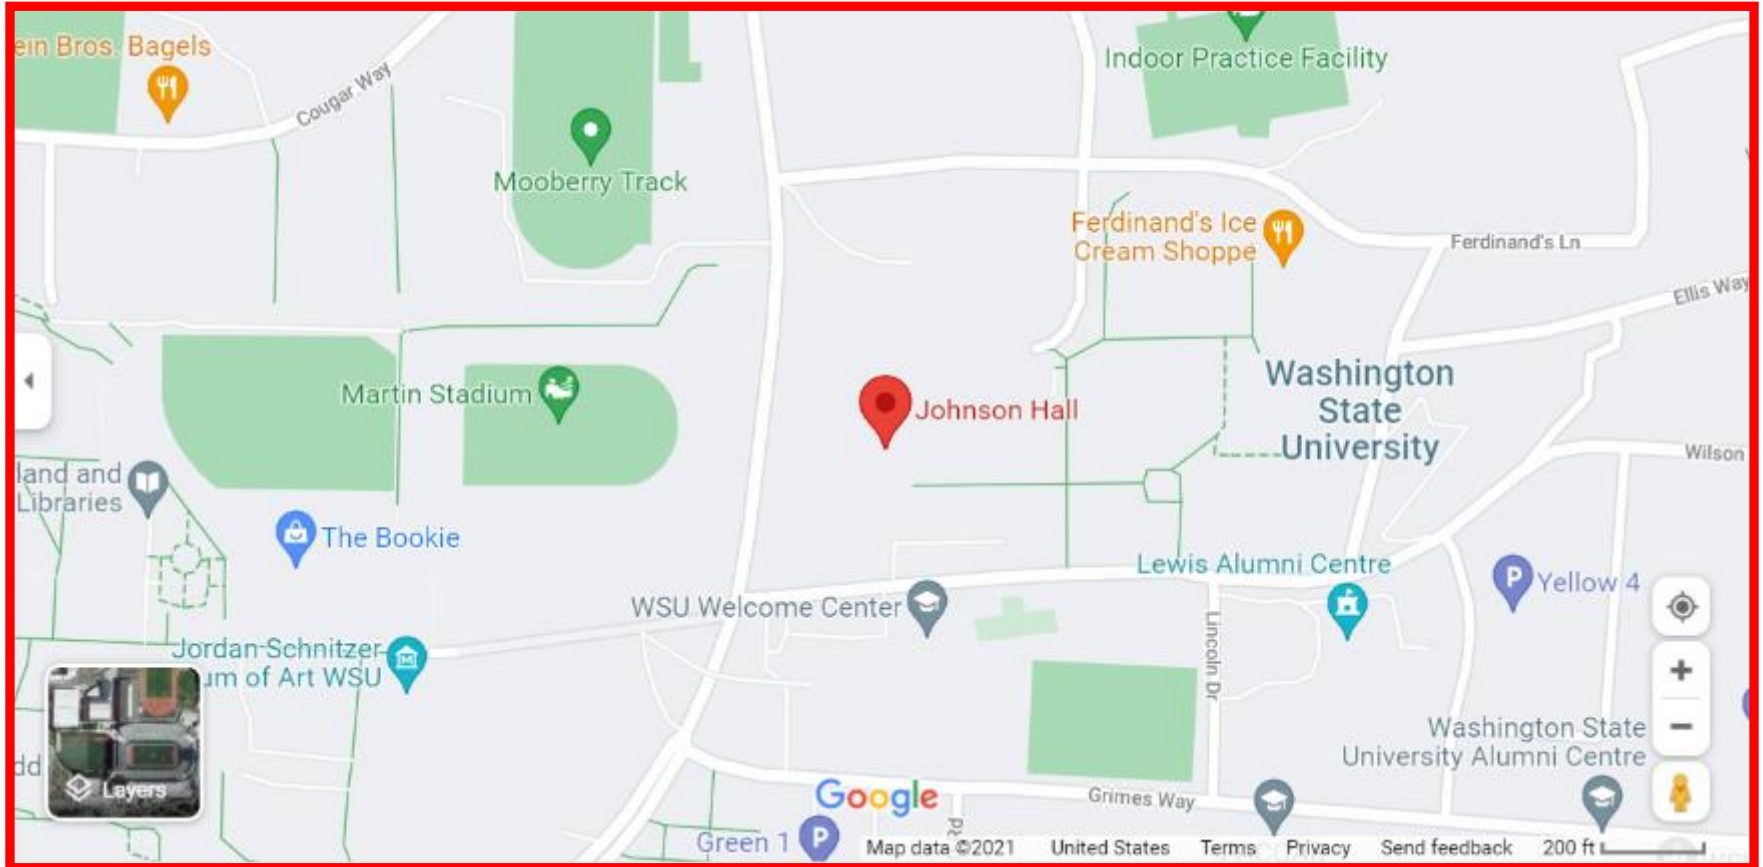 ein Bros. Bagels
Cougar Way
Indoor Practice Facility
Mooberry Track
Ferdinand's Ice
Cream Shoppe
Ferdinand's Ln
Ellis Way
Martin Stadium
Johnson Hall
Washington
State
University
Wilson
land and
Libraries
The Bookie
Lewis Alumni Centre
P
Yellow 4
WSU Welcome Center
Lincoln Dr
Jordan Schnitzer
um of Art WSU
M
Washington State
University Alumni Centre
dd
Layers
Google
Grimes Way
Green 1
P
Map data ©2021
United States
Terms
Privacy
Send feedback
200 ft